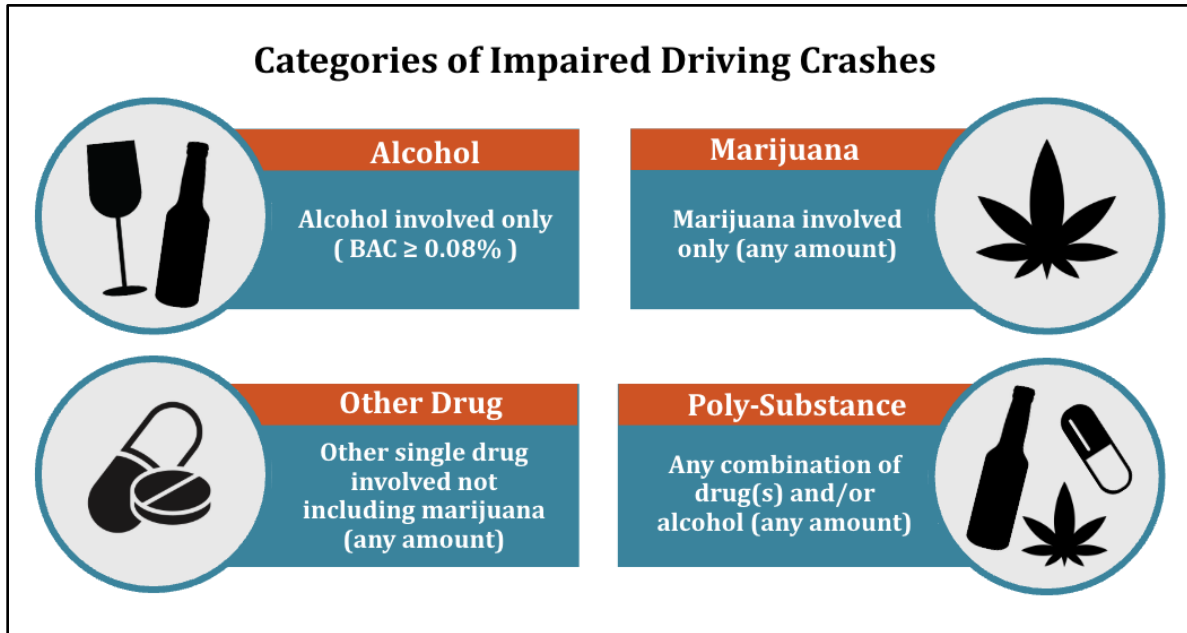 Categories of Impaired Driving Crashes
Alcohol
Alcohol involved only
( BAC ≥ 0.08% )
Marijuana
Marijuana involved
only (any amount)
Other Drug
Other single drug
involved not
including marijuana
(any amount)
Poly-Substance
Any combination of
drug(s) and/or
alcohol (any amount)